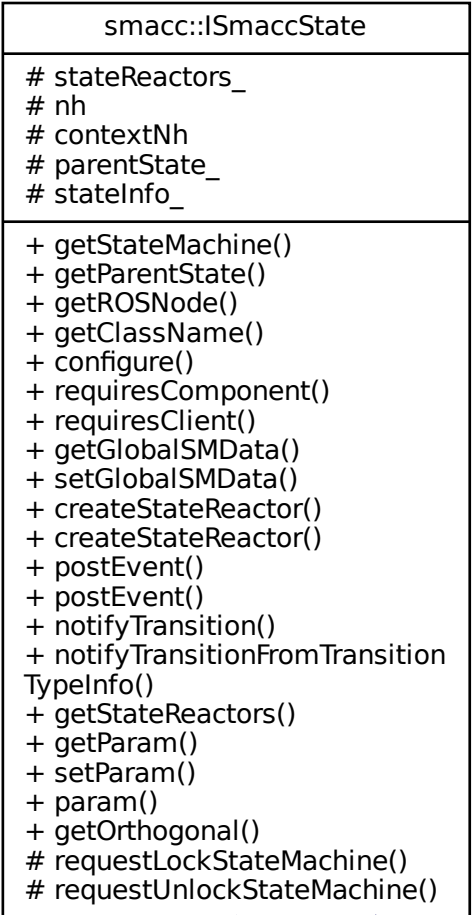 smacc::ISmaccState
# stateReactors_
# nh
# contextNh
# parentState_
# stateInfo_
+ getStateMachine()
+ getParentState()
+ getROSNode()
+ getClassName()
+ configure()
+ requiresComponent()
+ requiresClient()
+ getGlobalSMData()
+ setGlobalSMData()
+ createStateReactor()
+ createStateReactor()
+ postEvent()
+ postEvent()
+ notifyTransition()
+ notifyTransitionFromTransition
TypeInfo()
+ getStateReactors()
+ getParam()
+ setParam()
+ param()
+ getOrthogonal()
# requestLockStateMachine()
# requestUnlockStateMachine()